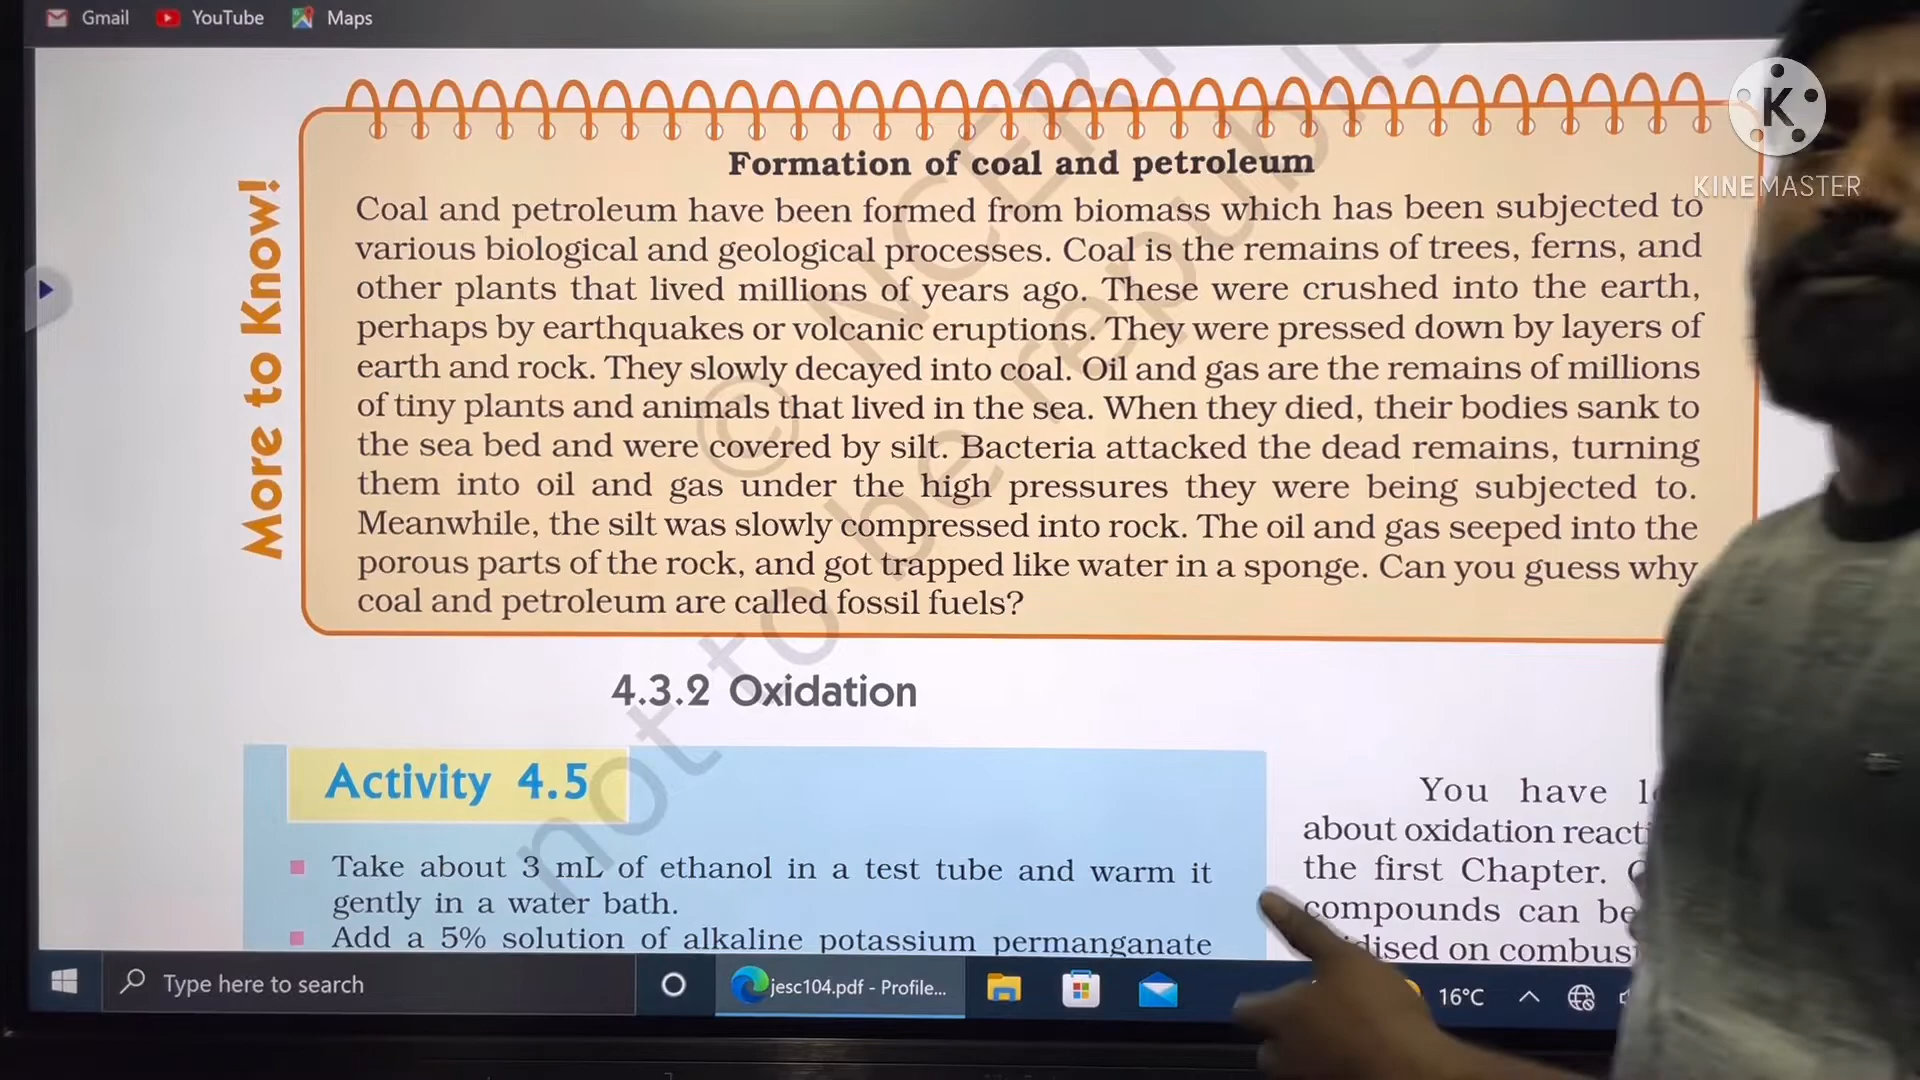 Gmail YouTube Maps
Formation of coal and petroleum
Coal and petroleum have been formed from biomass which has been subjected to
various biological and geological processes. Coal is the remains of trees, ferns, and
other plants that lived millions of years ago. These were crushed into the earth,
perhaps by earthquakes or volcanic eruptions. They were pressed down by layers of
earth and rock. They slowly decayed into coal. Oil and gas are the remains of millions
of tiny plants and animals that lived in the sea. When they died, their bodies sank to
the sea bed and were covered by silt. Bacteria attacked the dead remains, turning
them into oil and gas under the high pressures they were being subjected to.
Meanwhile, the silt was slowly compressed into rock. The oil and gas seeped into the
porous parts of the rock, and got trapped like water in a sponge. Can you guess why
coal and petroleum are called fossil fuels?
More to Know!
K
KINEMASTER
© NCERT
not to be republis
4.3.2 Oxidation
Activity 4.5
Take about 3 mL of ethanol in a test tube and warm it
gently in a water bath.
Add a 5% solution of alkaline potassium permanganate
You have
about oxidation reacti
the first Chapter.
compounds can be
on combus
Type here to search
jesc104.pdf - Profile...
16°C